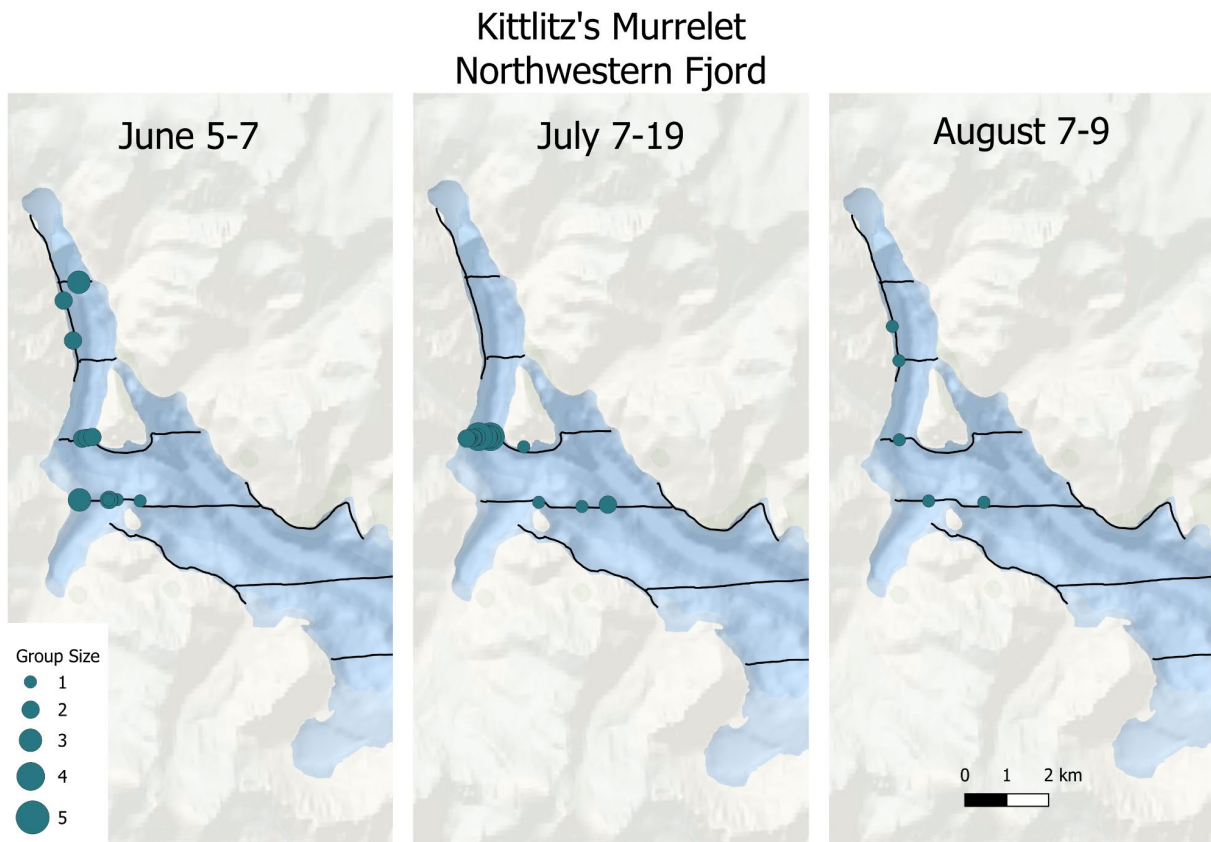 Kittlitz's Murrelet
Northwestern Fjord
June 5-7
July 7-19
August 7-9
Group Size
1
2
3
4
5
0 1 2 km